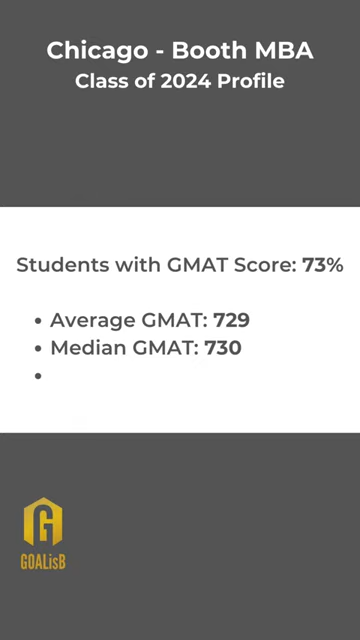 Chicago - Booth MBA
Class of 2024 Profile
Students with GMAT Score: 73%
• Average GMAT: 729
• Median GMAT: 730
•
G
GOALisB